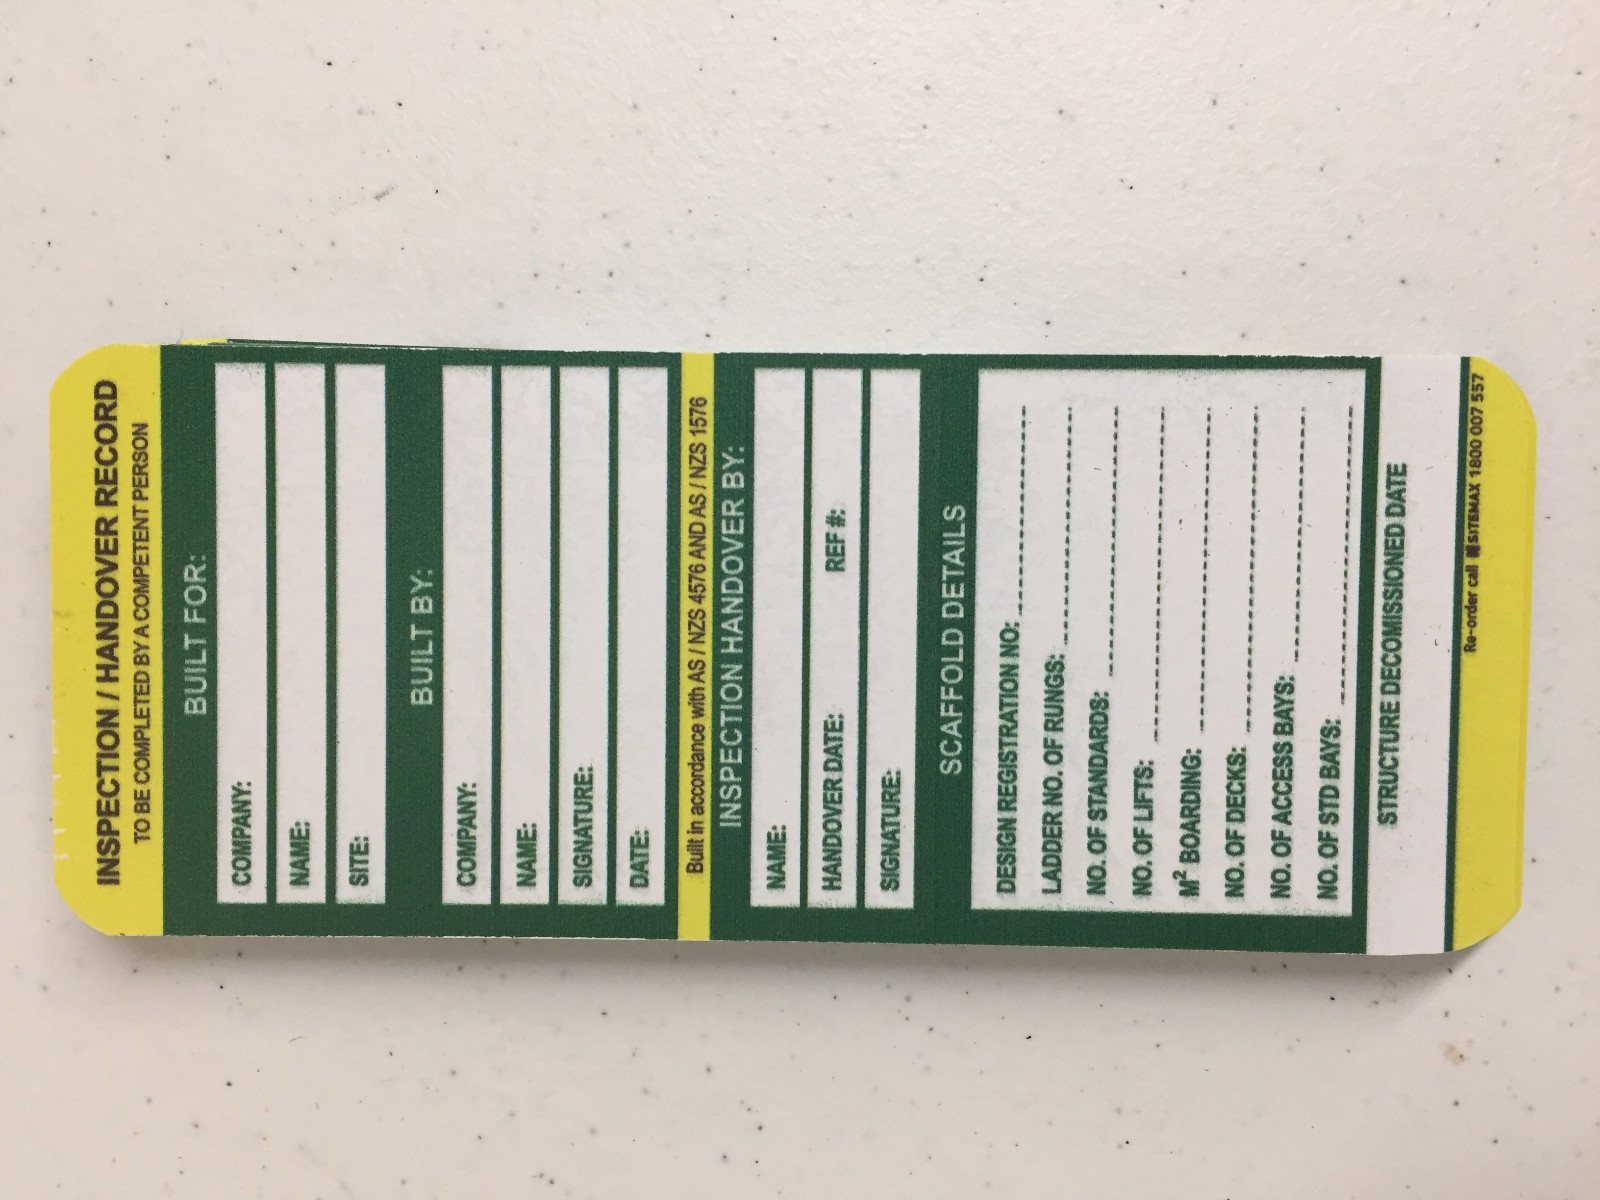 INSPECTION / HANDOVER RECORD
TO BE COMPLETED BY A COMPETENT PERSON
BUILT FOR:
COMPANY:
NAME:
SITE:
BUILT BY:
COMPANY:
NAME:
SIGNATURE:
DATE:
Built in accordance with AS / NZS 4576 AND AS / NZS 1576
INSPECTION HANDOVER BY:
NAME:
HANDOVER DATE: REF #:
SIGNATURE:
SCAFFOLD DETAILS
DESIGN REGISTRATION NO:
LADDER NO. OF RUNGS:
NO. OF STANDARDS:
NO. OF LIFTS:
M² BOARDING:
NO. OF DECKS:
NO. OF ACCESS BAYS:
NO. OF STD BAYS:
STRUCTURE DECOMISSIONED DATE
Re-order call SITEMAX 1800 007 557